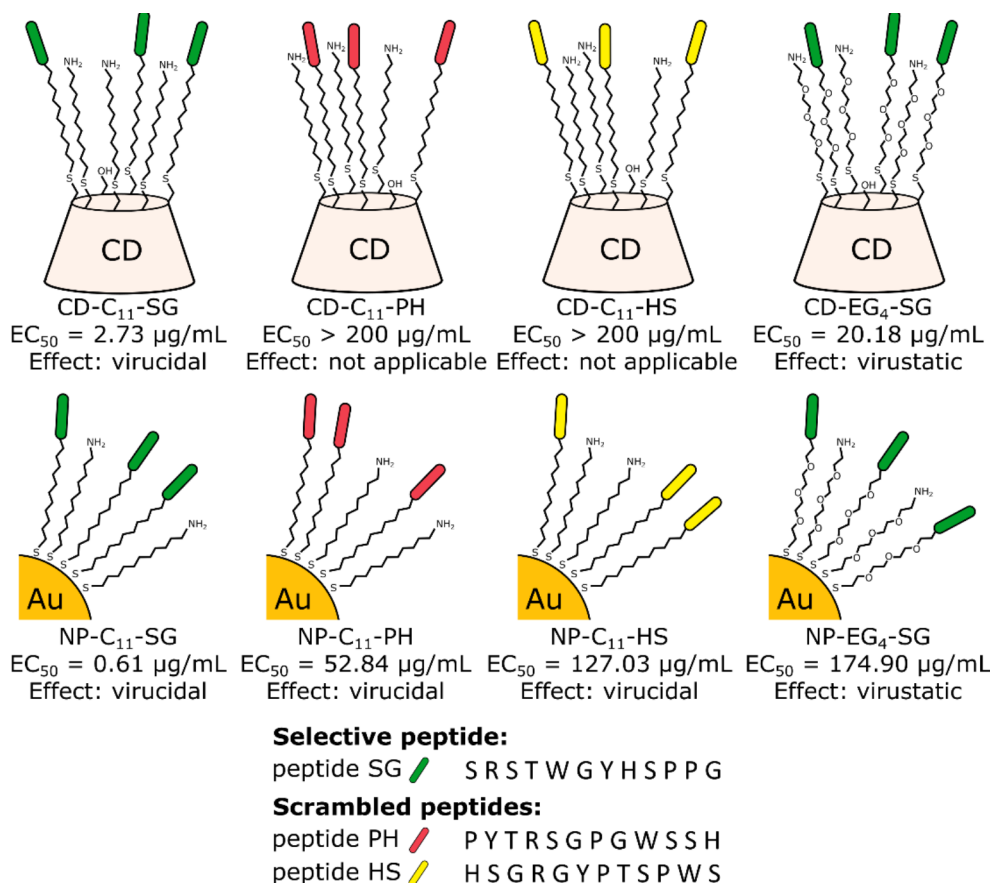 NH₂ NH₂ NH₂ NH₂ NH₂ NH₂ NH₂ NH₂ NH₂ NH₂ NH₂
OH OH OH OH
S S S S S S S S S S S S S S S S S S S S S S S S
O O O O O O O O O O O O
CD CD CD CD
CD-C₁₁-SG CD-C₁₁-PH CD-C₁₁-HS CD-EG₄-SG
EC₅₀ = 2.73 µg/mL EC₅₀ > 200 µg/mL EC₅₀ > 200 µg/mL EC₅₀ = 20.18 µg/mL
Effect: virucidal Effect: not applicable Effect: not applicable Effect: virustatic
NH₂ NH₂ NH₂ NH₂ NH₂ NH₂ NH₂ NH₂
O O O O O O O O O O O O O O O
S S S S S S S S S S S S S S S S S S S S
Au Au Au Au
NP-C₁₁-SG NP-C₁₁-PH NP-C₁₁-HS NP-EG₄-SG
EC₅₀ = 0.61 µg/mL EC₅₀ = 52.84 µg/mL EC₅₀ = 127.03 µg/mL EC₅₀ = 174.90 µg/mL
Effect: virucidal Effect: virucidal Effect: virucidal Effect: virustatic
Selective peptide:
peptide SG S R S T W G Y H S P P G
Scrambled peptides:
peptide PH P Y T R S G P G W S S H
peptide HS H S G R G Y P T S P W S